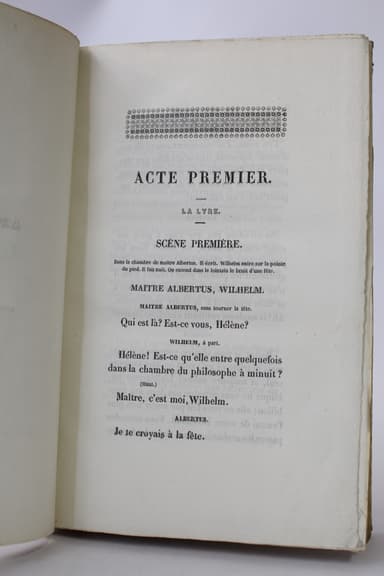 ACTE PREMIER.
LA LYRE.
SCÈNE PREMIÈRE.
Dans la chambre de maître Albertus. Il écrit. Wilhelm entre sur la pointe
du pied. Il fait nuit. On entend dans le lointain le bruit d'une fête.
MAITRE ALBERTUS, WILHELM.
MAITRE ALBERTUS, sans tourner la tête.
Qui est là? Est-ce vous, Hélène?
WILHELM, à part.
Hélène! Est-ce qu'elle entre quelquefois
dans la chambre du philosophe à minuit?
(Haut.)
Maître, c'est moi, Wilhelm.
ALBERTUS.
Je te croyais à la fête.